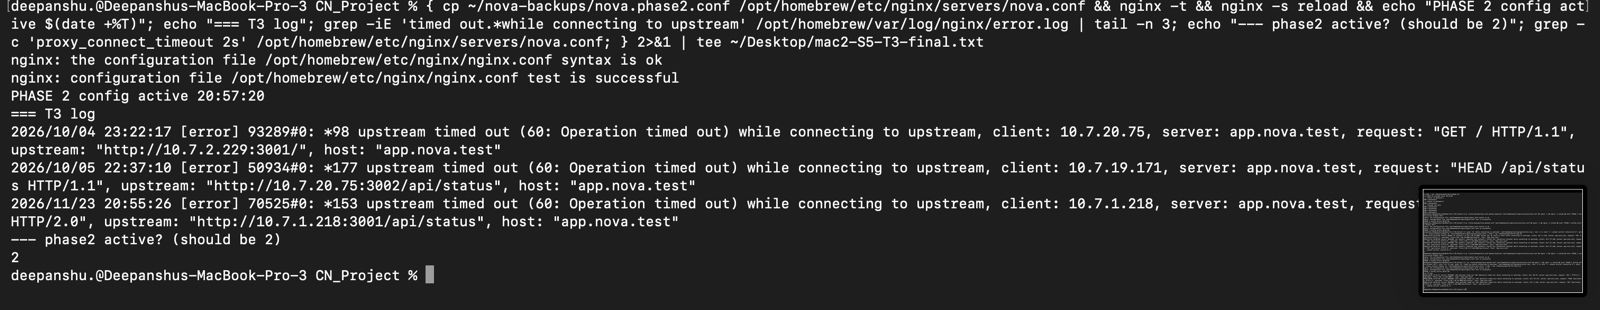 deepanshu.@Deepanshus-MacBook-Pro-3 CN_Project % { cp ~/nova-backups/nova.phase2.conf /opt/homebrew/etc/nginx/servers/nova.conf && nginx -t && nginx -s reload && echo "PHASE 2 config act
ive $(date +%T)"; echo "=== T3 log"; grep -iE 'timed out.*while connecting to upstream' /opt/homebrew/var/log/nginx/error.log | tail -n 3; echo "--- phase2 active? (should be 2)"; grep -
c 'proxy_connect_timeout 2s' /opt/homebrew/etc/nginx/servers/nova.conf; } 2>&1 | tee ~/Desktop/mac2-S5-T3-final.txt
nginx: the configuration file /opt/homebrew/etc/nginx/nginx.conf syntax is ok
nginx: configuration file /opt/homebrew/etc/nginx/nginx.conf test is successful
PHASE 2 config active 20:57:20
=== T3 log
2026/10/04 23:22:17 [error] 93289#0: *98 upstream timed out (60: Operation timed out) while connecting to upstream, client: 10.7.20.75, server: app.nova.test, request: "GET / HTTP/1.1",
upstream: "http://10.7.2.229:3001/", host: "app.nova.test"
2026/10/05 22:37:10 [error] 50934#0: *177 upstream timed out (60: Operation timed out) while connecting to upstream, client: 10.7.19.171, server: app.nova.test, request: "HEAD /api/statu
s HTTP/1.1", upstream: "http://10.7.20.75:3002/api/status", host: "app.nova.test"
2026/11/23 20:55:26 [error] 70525#0: *153 upstream timed out (60: Operation timed out) while connecting to upstream, client: 10.7.1.218, server: app.nova.test, reques
HTTP/2.0", upstream: "http://10.7.1.218:3001/api/status", host: "app.nova.test"
--- phase2 active? (should be 2)
2
deepanshu.@Deepanshus-MacBook-Pro-3 CN_Project %